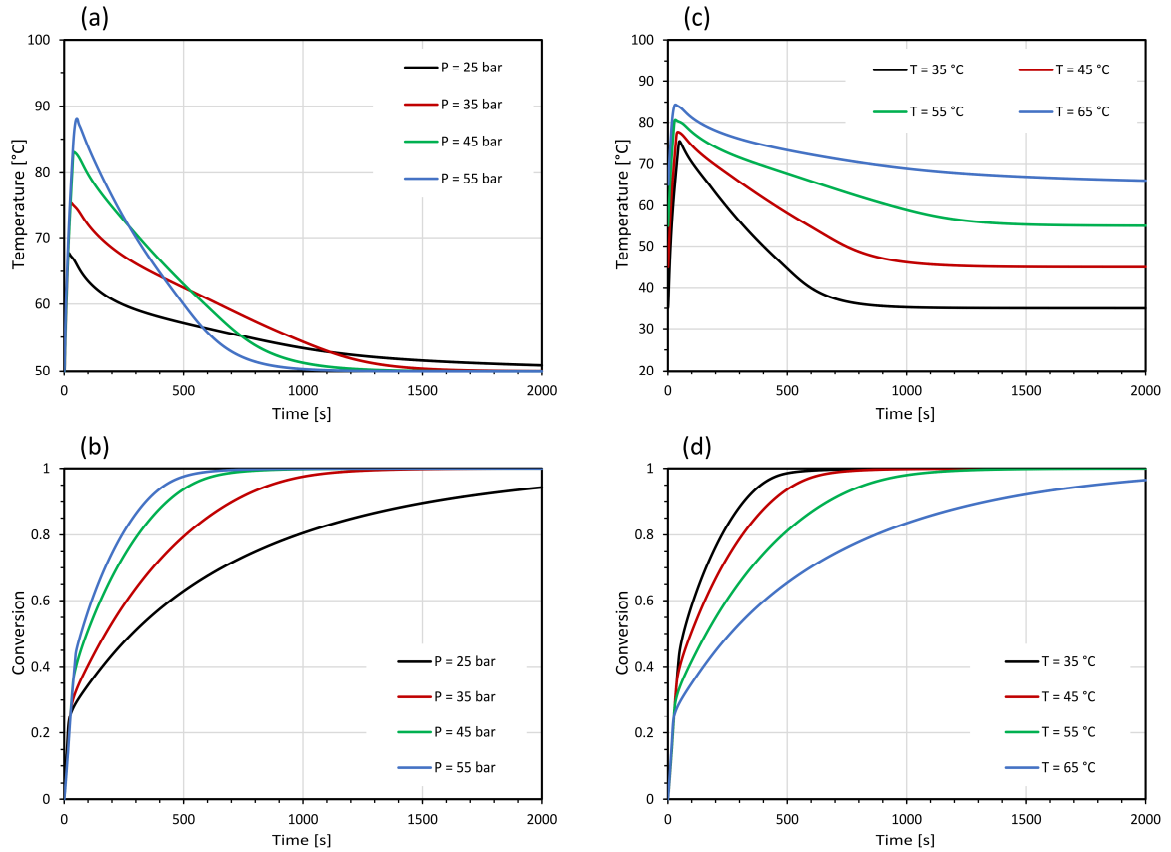 (a)
100
90
80
70
60
50
Temperature [°C]
P = 25 bar
P = 35 bar
P = 45 bar
P = 55 bar
0 500 1000 1500 2000
Time [s]
(c)
100
90
80
70
60
50
40
30
20
Temperature [°C]
T = 35 °C T = 45 °C
T = 55 °C T = 65 °C
0 500 1000 1500 2000
Time [s]
(b)
1
0.8
0.6
0.4
0.2
0
Conversion
P = 25 bar
P = 35 bar
P = 45 bar
P = 55 bar
0 500 1000 1500 2000
Time [s]
(d)
1
0.8
0.6
0.4
0.2
0
Conversion
T = 35 °C
T = 45 °C
T = 55 °C
T = 65 °C
0 500 1000 1500 2000
Time [s]